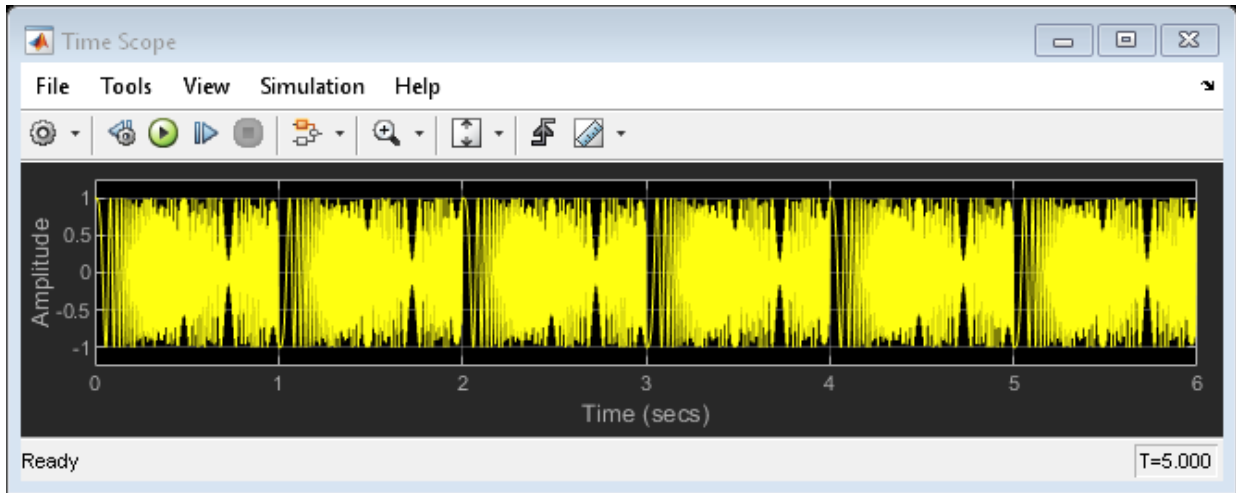 Time Scope
File Tools View Simulation Help
1
0.5
0
-0.5
-1
Amplitude
0 1 2 3 4 5 6
Time (secs)
Ready T=5.000